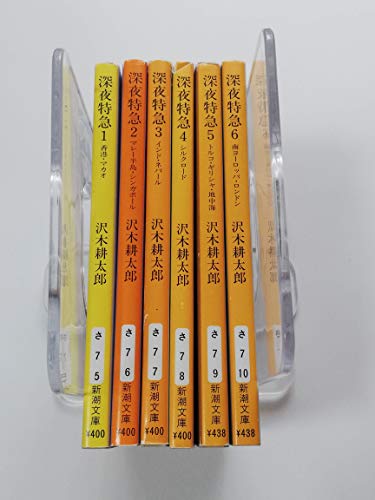 深夜特急1 香港・マカオ
沢木耕太郎
さ
7
5
新潮文庫
¥400
深夜特急2 マレー半島・シンガポール
沢木耕太郎
さ
7
6
新潮文庫
¥400
深夜特急3 インド・ネパール
沢木耕太郎
さ
7
7
新潮文庫
¥400
深夜特急4 シルクロード
沢木耕太郎
さ
7
8
新潮文庫
¥400
深夜特急5 トルコ・ギリシャ・地中海
沢木耕太郎
さ
7
9
新潮文庫
¥438
深夜特急6 南ヨーロッパ・ロンドン
沢木耕太郎
さ
7
10
新潮文庫
¥438